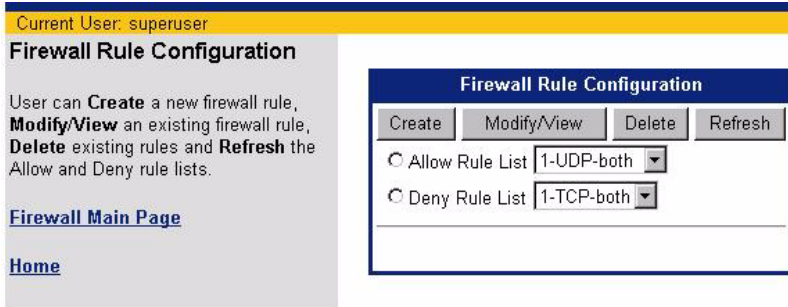 Current User: superuser
Firewall Rule Configuration
User can Create a new firewall rule,
Modify/View an existing firewall rule,
Delete existing rules and Refresh the
Allow and Deny rule lists.
Firewall Main Page
Home
Firewall Rule Configuration
Create Modify/View Delete Refresh
Allow Rule List 1-UDP-both
Deny Rule List 1-TCP-both